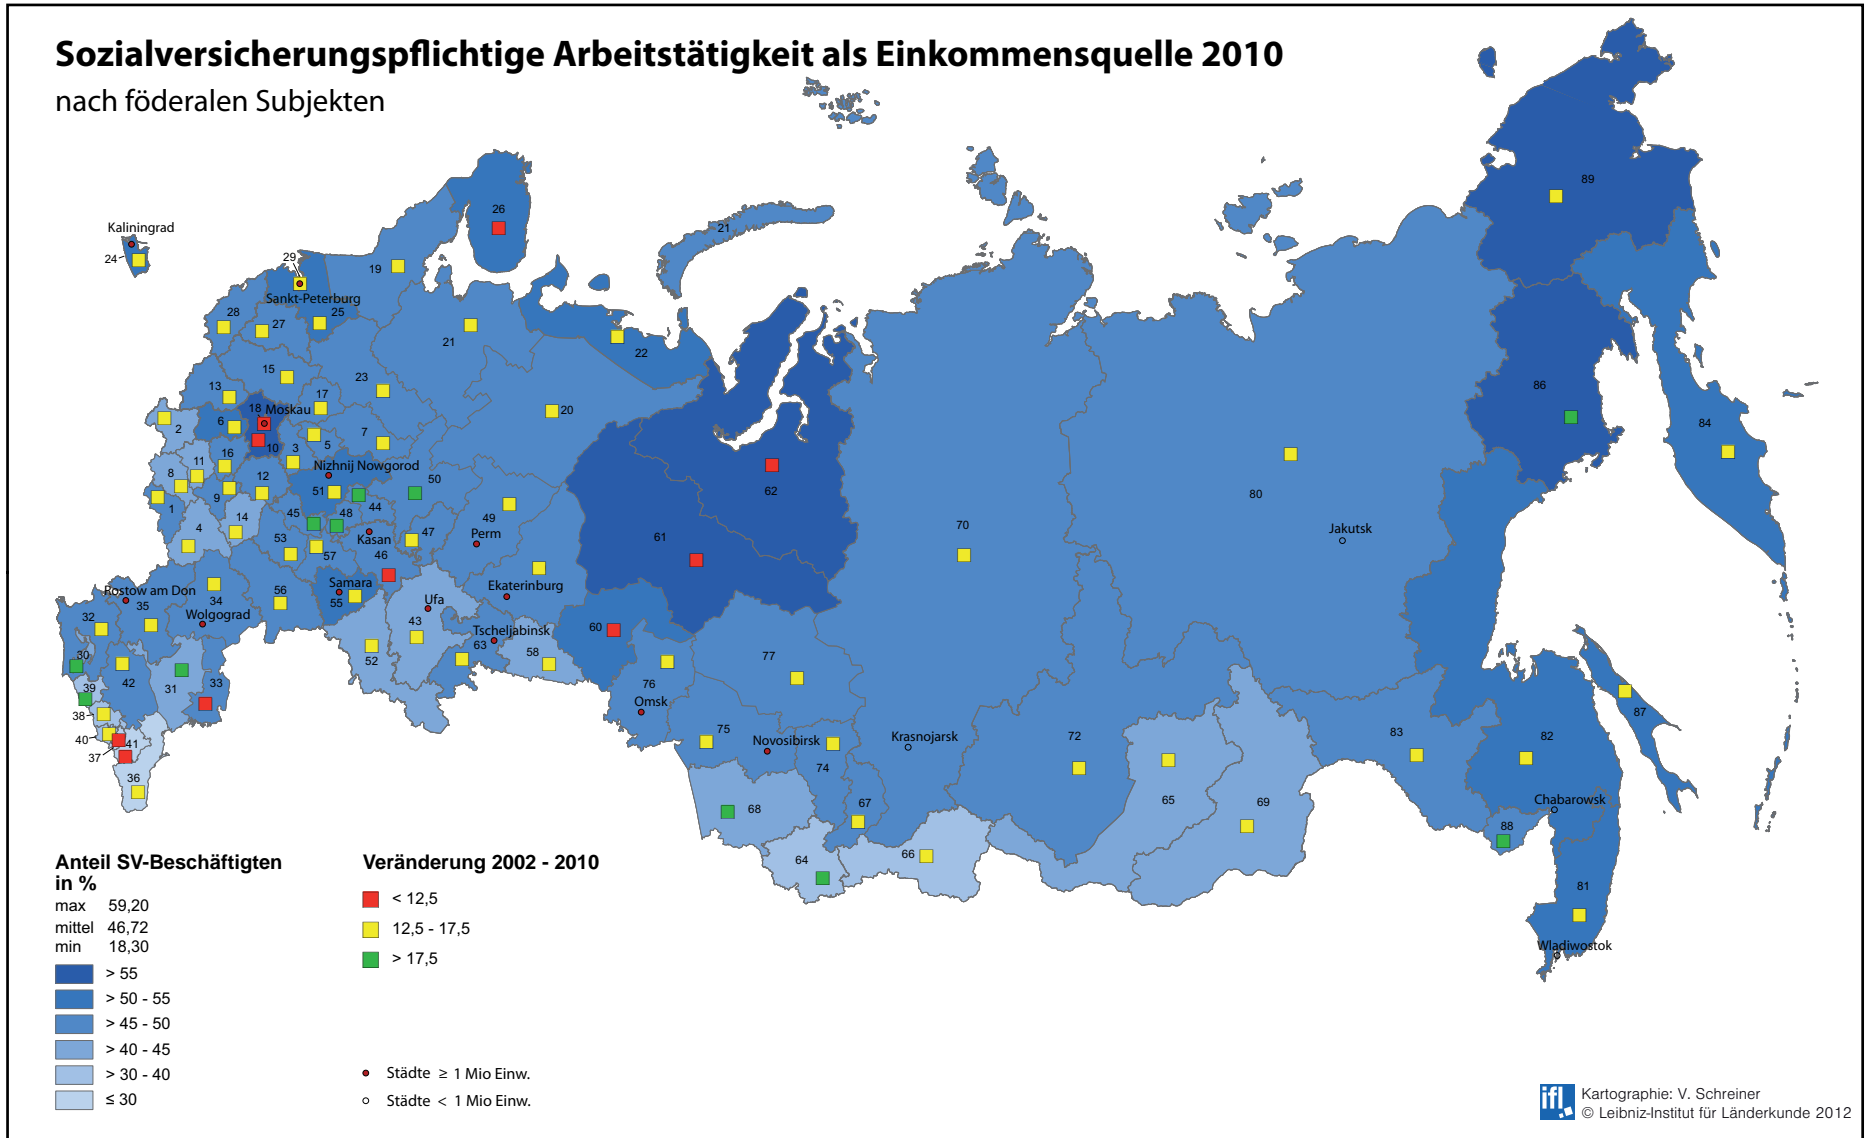 Sozialversicherungspflichtige Arbeitstätigkeit als Einkommensquelle 2010
nach föderalen Subjekten
89
26
21
Kaliningrad
24
29
19
Sankt-Peterburg
28
27
25
21
22
86
15
23
13
17
20
84
18
Moskau
6
2
7
5
3
10
16
11
Nizhnij Nowgorod
8
12
50
62
51
9
80
1
48
44
45
14
49
70
4
47
Jakutsk
53
Kasan
Perm
61
57
46
Samara
Ekaterinburg
56
Rostow am Don
34
55
Ufa
35
Wolgograd
32
43
60
Tscheljabinsk
63
58
52
30
77
42
31
33
39
76
Omsk
87
38
75
72
83
82
40
41
Novosibirsk
Krasnojarsk
37
74
36
67
65
69
Chabarowsk
68
88
66
64
81
Wladiwostok
Anteil SV-Beschäftigten
in %
max 59,20
mittel 46,72
min 18,30
> 55
> 50 - 55
> 45 - 50
> 40 - 45
> 30 - 40
≤ 30
Veränderung 2002 - 2010
< 12,5
12,5 - 17,5
> 17,5
Städte ≥ 1 Mio Einw.
Städte < 1 Mio Einw.
ifl
Kartographie: V. Schreiner
© Leibniz-Institut für Länderkunde 2012